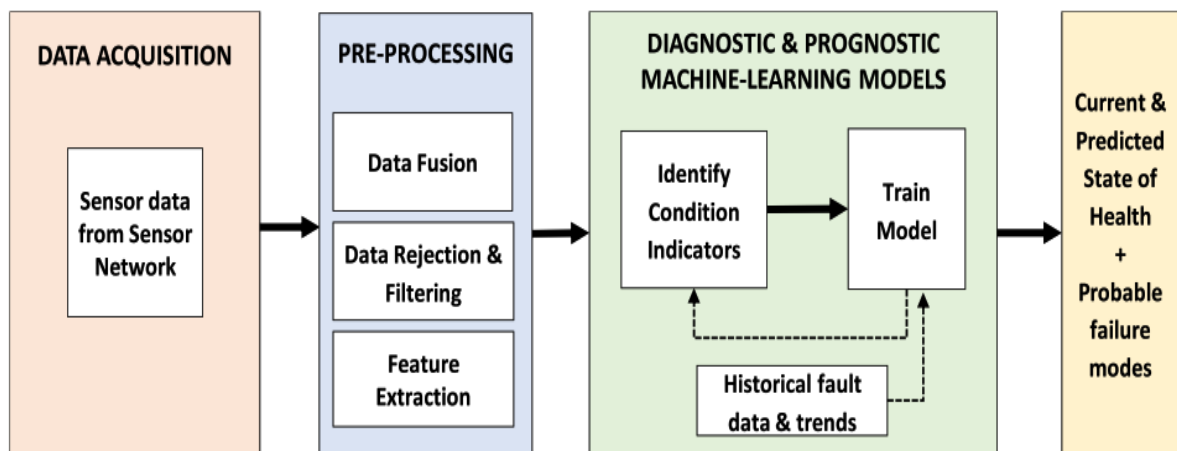 DATA ACQUISITION
Sensor data
from Sensor
Network
PRE-PROCESSING
Data Fusion
Data Rejection &
Filtering
Feature
Extraction
DIAGNOSTIC & PROGNOSTIC
MACHINE-LEARNING MODELS
Identify
Condition
Indicators
Train
Model
Historical fault
data & trends
Current &
Predicted
State of
Health
+
Probable
failure
modes